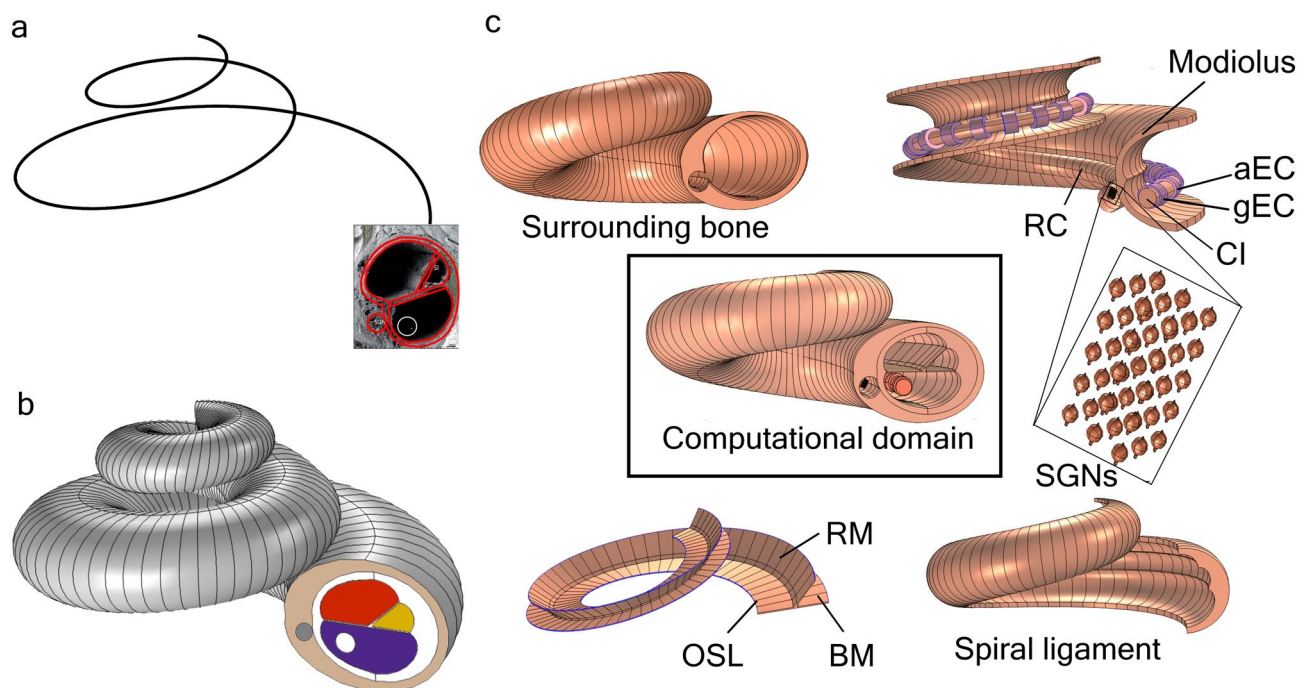 a
c
Modiolus
aEC
gEC
RC
CI
Surrounding bone
b
Computational domain
SGNs
RM
OSL
BM
Spiral ligament